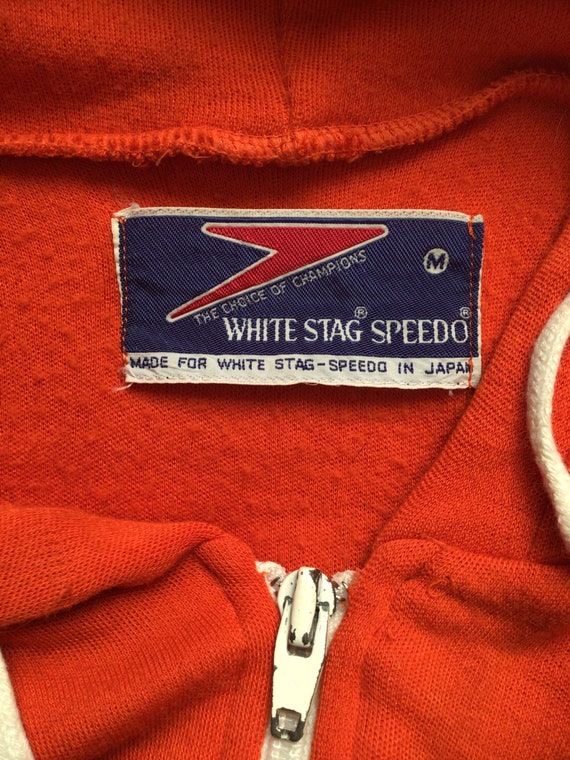 M
THE CHOICE OF CHAMPIONS
WHITE STAG® SPEEDO®
MADE FOR WHITE STAG-SPEEDO IN JAPAN